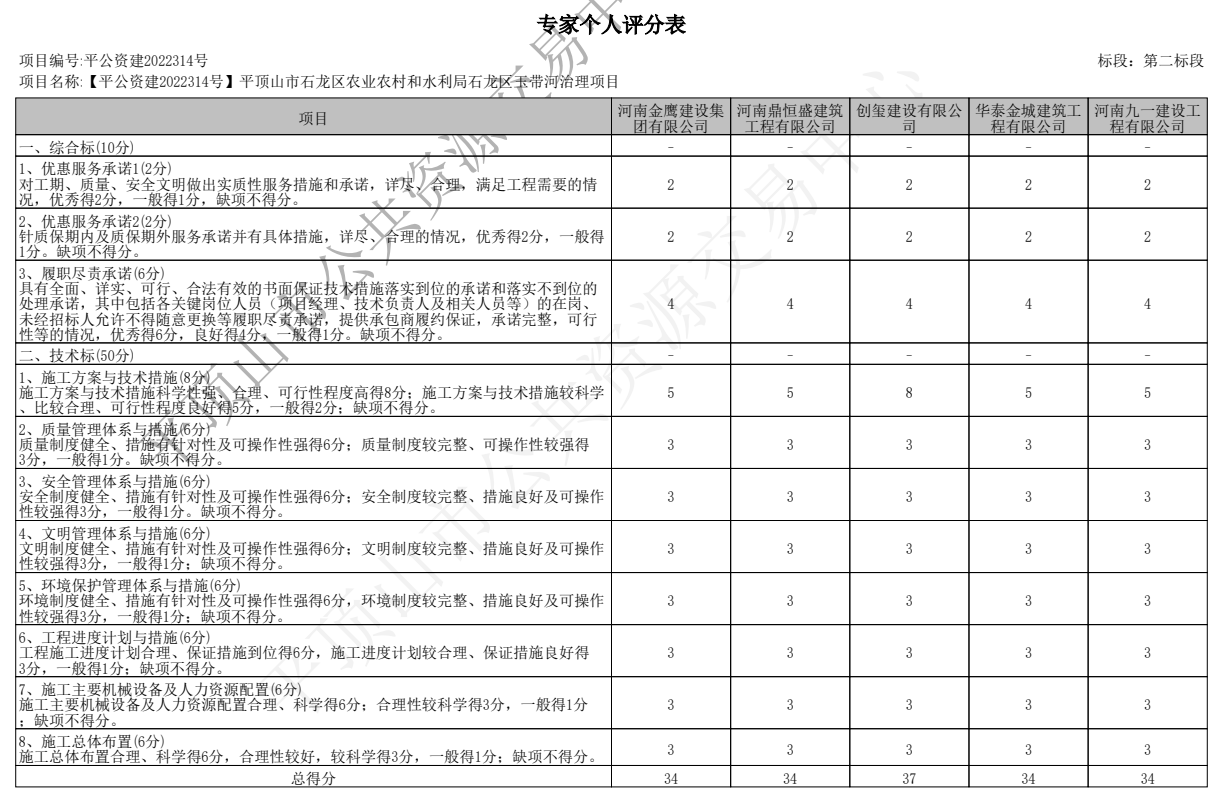 专家个人评分表
项目编号:平公资建2022314号
标段：第二标段
项目名称:【平公资建2022314号】平顶山市石龙区农业农村和水利局石龙区玉带河治理项目
项目 河南金鹰建设集团有限公司 河南鼎恒盛建筑工程有限公司 创玺建设有限公司 华泰金城建筑工程有限公司 河南九一建设工程有限公司
一、综合标(10分) － － － － －
1、优惠服务承诺1(2分)
对工期、质量、安全文明做出实质性服务措施和承诺，详尽、合理，满足工程需要的情
况，优秀得2分，一般得1分，缺项不得分。
2 2 2 2 2
2、优惠服务承诺2(2分)
针质保期内及质保期外服务承诺并有具体措施，详尽、合理的情况，优秀得2分，一般得
1分。缺项不得分。
2 2 2 2 2
3、履职尽责承诺(6分)
具有全面、详实、可行、合法有效的书面保证技术措施落实到位的承诺和落实不到位的
处理承诺，其中包括各关键岗位人员（项目经理、技术负责人及相关人员等）的在岗、
未经招标人允许不得随意更换等履职尽责承诺，提供承包商履约保证，承诺完整，可行
性等的情况，优秀得6分，良好得4分，一般得1分。缺项不得分。
4 4 4 4 4
二、技术标(50分) － － － － －
1、施工方案与技术措施(8分)
施工方案与技术措施科学性强、合理、可行性程度高得8分；施工方案与技术措施较科学
、比较合理、可行性程度良好得5分，一般得2分；缺项不得分。
5 5 8 5 5
2、质量管理体系与措施(6分)
质量制度健全、措施有针对性及可操作性强得6分；质量制度较完整、可操作性较强得
3分，一般得1分。缺项不得分。
3 3 3 3 3
3、安全管理体系与措施(6分)
安全制度健全、措施有针对性及可操作性强得6分；安全制度较完整、措施良好及可操作
性较强得3分，一般得1分。缺项不得分。
3 3 3 3 3
4、文明管理体系与措施(6分)
文明制度健全、措施有针对性及可操作性强得6分；文明制度较完整、措施良好及可操作
性较强得3分，一般得1分；缺项不得分。
3 3 3 3 3
5、环境保护管理体系与措施(6分)
环境制度健全、措施有针对性及可操作性强得6分，环境制度较完整、措施良好及可操作
性较强得3分，一般得1分；缺项不得分。
3 3 3 3 3
6、工程进度计划与措施(6分)
工程施工进度计划合理、保证措施到位得6分，施工进度计划较合理、保证措施良好得
3分，一般得1分；缺项不得分。
3 3 3 3 3
7、施工主要机械设备及人力资源配置(6分)
施工主要机械设备及人力资源配置合理、科学得6分；合理性较科学得3分，一般得1分
；缺项不得分。
3 3 3 3 3
8、施工总体布置(6分)
施工总体布置合理、科学得6分，合理性较好，较科学得3分，一般得1分；缺项不得分。
3 3 3 3 3
总得分 34 34 37 34 34
平顶山市公共资源交易中
平顶山市公共资源交易中心